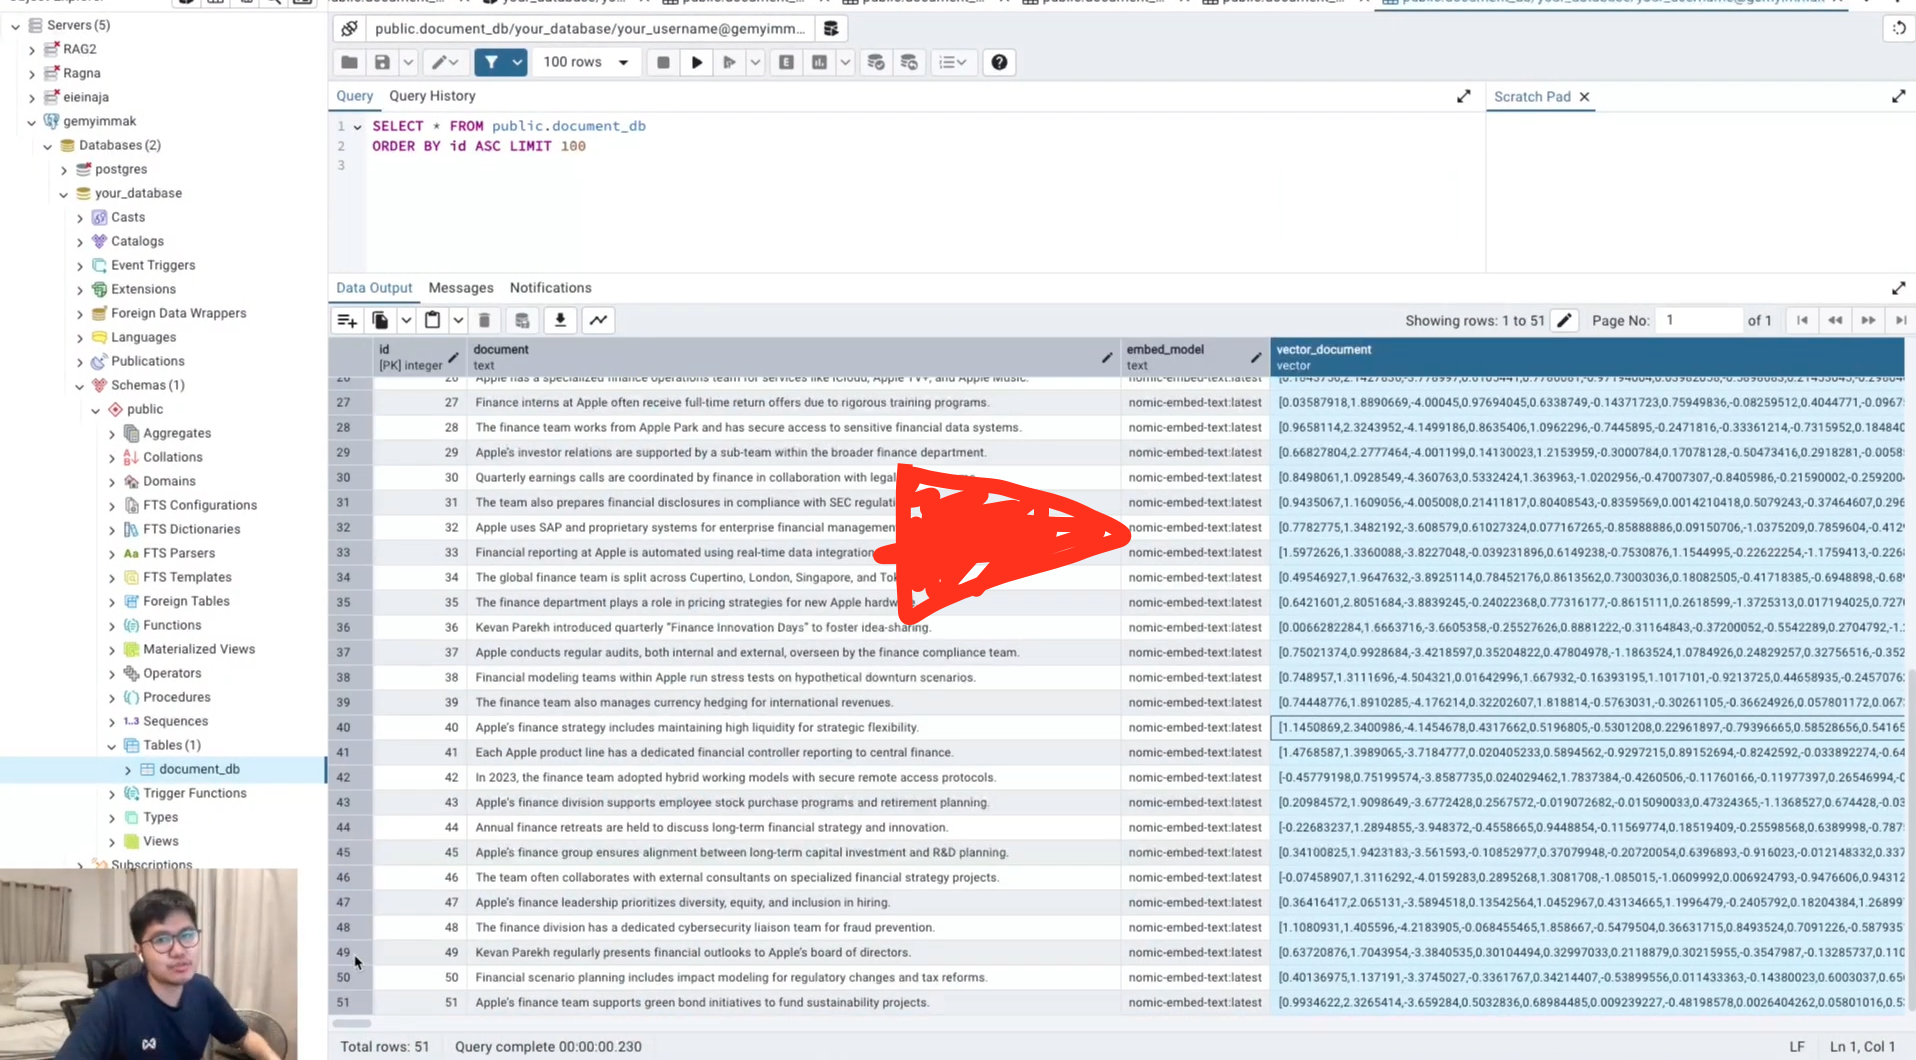 Servers (5)
RAG2
Ragna
eieinaja
gemyimmak
Databases (2)
postgres
your_database
Casts
Catalogs
Event Triggers
Extensions
Foreign Data Wrappers
Languages
Publications
Schemas (1)
public
Aggregates
Collations
Domains
FTS Configurations
FTS Dictionaries
Aa FTS Parsers
FTS Templates
Foreign Tables
Functions
Materialized Views
Operators
Procedures
1..3 Sequences
Tables (1)
document_db
Trigger Functions
Types
Views
Subscriptions
public.document_db/your_database/your_username@gemyimm...
100 rows
Query Query History
Scratch Pad
1 SELECT * FROM public.document_db
2 ORDER BY id ASC LIMIT 100
3
Data Output Messages Notifications
Showing rows: 1 to 51 Page No: 1 of 1
id document embed_model vector_document
[PK] integer text text vector
27 27 Finance interns at Apple often receive full-time return offers due to rigorous training programs. nomic-embed-text:latest [0.03587918,1.8890669,-4.00045,0.97694045,0.6338749,-0.14371723,0.75949836,-0.08259512,0.4044771,-0.0967
28 28 The finance team works from Apple Park and has secure access to sensitive financial data systems. nomic-embed-text:latest [0.9658114,2.3243952,-4.1499186,0.8635406,1.0962296,-0.7445895,-0.2471816,-0.33361214,-0.7315952,0.184840
29 29 Apple's investor relations are supported by a sub-team within the broader finance department. nomic-embed-text:latest [0.66827804,2.2777464,-4.001199,0.14130023,1.2153959,-0.3000784,0.17078128,-0.50473416,0.2918281,-0.0058
30 30 Quarterly earnings calls are coordinated by finance in collaboration with legal nomic-embed-text:latest [0.8498061,1.0928549,-4.360763,0.5332424,1.363963,-1.0202956,-0.47007307,-0.8405986,-0.21590002,-0.259200
31 31 The team also prepares financial disclosures in compliance with SEC regulati nomic-embed-text:latest [0.9435067,1.1609056,-4.005008,0.21411817,0.80408543,-0.8359569,0.0014210418,0.5079243,-0.37464607,0.296
32 32 Apple uses SAP and proprietary systems for enterprise financial management nomic-embed-text:latest [0.7782775,1.3482192,-3.608579,0.61027324,0.077167265,-0.85888886,0.09150706,-1.0375209,0.7859604,-0.412
33 33 Financial reporting at Apple is automated using real-time data integration nomic-embed-text:latest [1.5972626,1.3360088,-3.8227048,-0.039231896,0.6149238,-0.7530876,1.1544995,-0.22622254,-1.1759413,-0.226
34 34 The global finance team is split across Cupertino, London, Singapore, and Tok nomic-embed-text:latest [0.49546927,1.9647632,-3.8925114,0.78452176,0.8613562,0.73003036,0.18082505,-0.41718385,-0.6948898,-0.68
35 35 The finance department plays a role in pricing strategies for new Apple hardw nomic-embed-text:latest [0.6421601,2.8051684,-3.8839245,-0.24022368,0.77316177,-0.8615111,0.2618599,-1.3725313,0.017194025,0.727
36 36 Kevan Parekh introduced quarterly "Finance Innovation Days" to foster idea-sharing. nomic-embed-text:latest [0.0066282284,1.6663716,-3.6605358,-0.25527626,0.8881222,-0.31164843,-0.37200052,-0.5542289,0.2704792,-1.
37 37 Apple conducts regular audits, both internal and external, overseen by the finance compliance team. nomic-embed-text:latest [0.75021374,0.9928684,-3.4218597,0.35204822,0.47804978,-1.1863524,1.0784926,0.24829257,0.32756516,-0.352
38 38 Financial modeling teams within Apple run stress tests on hypothetical downturn scenarios. nomic-embed-text:latest [0.748957,1.3111696,-4.504321,0.01642996,1.667932,-0.16393195,1.1017101,-0.9213725,0.44658935,-0.245707
39 39 The finance team also manages currency hedging for international revenues. nomic-embed-text:latest [0.74448776,1.8910285,-4.176214,0.32202607,1.818814,-0.5763031,-0.30261105,-0.36624926,0.057801172,0.067
40 40 Apple's finance strategy includes maintaining high liquidity for strategic flexibility. nomic-embed-text:latest [1.1450869,2.3400986,-4.1454678,0.4317662,0.5196805,-0.5301208,0.22961897,-0.79396665,0.58528656,0.54165
41 41 Each Apple product line has a dedicated financial controller reporting to central finance. nomic-embed-text:latest [1.4768587,1.3989065,-3.7184777,0.020405233,0.5894562,-0.9297215,0.89152694,-0.8242592,-0.033892274,-0.64
42 42 In 2023, the finance team adopted hybrid working models with secure remote access protocols. nomic-embed-text:latest [-0.45779198,0.75199574,-3.8587735,0.024029462,1.7837384,-0.4260506,-0.11760166,-0.11977397,0.26546994,-0
43 43 Apple's finance division supports employee stock purchase programs and retirement planning. nomic-embed-text:latest [0.20984572,1.9098649,-3.6772428,0.2567572,-0.019072682,-0.015090033,0.47324365,-1.1368527,0.674428,-0.03
44 44 Annual finance retreats are held to discuss long-term financial strategy and innovation. nomic-embed-text:latest [-0.22683237,1.2894855,-3.948372,-0.4558665,0.9448854,-0.11569774,0.18519409,-0.25598568,0.6389998,-0.787
45 45 Apple's finance group ensures alignment between long-term capital investment and R&D planning. nomic-embed-text:latest [0.34100825,1.9423183,-3.561593,-0.10852977,0.37079948,-0.20720054,0.6396893,-0.916023,-0.012148332,0.337
46 46 The team often collaborates with external consultants on specialized financial strategy projects. nomic-embed-text:latest [-0.07458907,1.3116292,-4.0159283,0.2895268,1.3081708,-1.085015,-1.0609992,0.006924793,-0.9476606,0.94312
47 47 Apple's finance leadership prioritizes diversity, equity, and inclusion in hiring. nomic-embed-text:latest [0.36416417,2.065131,-3.5894518,0.13542564,1.0452967,0.43134665,1.1996479,-0.2405792,0.18204384,1.26899
48 48 The finance division has a dedicated cybersecurity liaison team for fraud prevention. nomic-embed-text:latest [1.1080931,1.405596,-4.2183905,-0.068455465,1.858667,-0.5479504,0.36631715,0.8493524,0.7091226,-0.587935
49 49 Kevan Parekh regularly presents financial outlooks to Apple's board of directors. nomic-embed-text:latest [0.63720876,1.7043954,-3.3840535,0.30104494,0.32997033,0.2118879,0.30215955,-0.3547987,-0.13285737,0.110
50 50 Financial scenario planning includes impact modeling for regulatory changes and tax reforms. nomic-embed-text:latest [0.40136975,1.137191,-3.3745027,-0.3361767,0.34214407,-0.53899556,0.011433363,-0.14380023,0.6003037,0.65
51 51 Apple's finance team supports green bond initiatives to fund sustainability projects. nomic-embed-text:latest [0.9934622,2.3265414,-3.659284,0.5032836,0.68984485,0.009239227,-0.48198578,0.0026404262,0.05801016,0.5
Total rows: 51 Query complete 00:00:00.230 LF Ln 1, Col 1